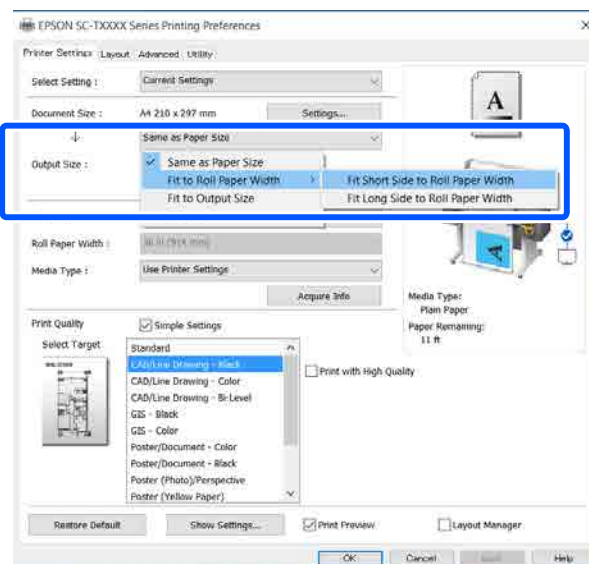 EPSON SC-TXXXX Series Printing Preferences
Printer Settings Layout Advanced Utility
Select Setting : Current Settings
Document Size : A4 210 x 297 mm Settings...
Same as Paper Size
Output Size : Same as Paper Size
Fit to Roll Paper Width Fit Short Side to Roll Paper Width
Fit to Output Size Fit Long Side to Roll Paper Width
Roll Paper Width :
Media Type : Use Printer Settings
Acquire Info
Media Type:
Plain Paper
Paper Remaining:
11 ft
Print Quality Simple Settings
Select Target
Standard
CAD/Line Drawing - Black
CAD/Line Drawing - Color
CAD/Line Drawing - Bi-Level
GIS - Black
GIS - Color
Poster/Document - Color
Poster/Document - Black
Poster (Photo)/Perspective
Poster (Yellow Paper)
Print with High Quality
Restore Default Show Settings... Print Preview Layout Manager
OK Cancel Help
A
A